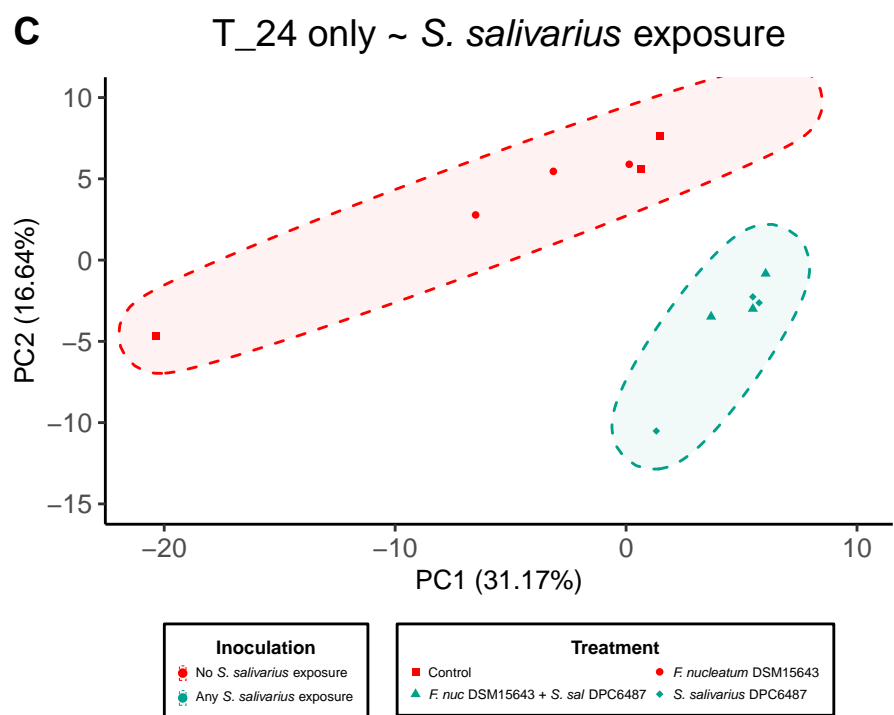 C
T_24 only ~ S. salivarius exposure
PC2 (16.64%)
10
5
0
−5
−10
−15
−20
−10
0
10
PC1 (31.17%)
Inoculation
No S. salivarius exposure
Any S. salivarius exposure
Treatment
Control
F. nucleatum DSM15643
F. nuc DSM15643 + S. sal DPC6487
S. salivarius DPC6487